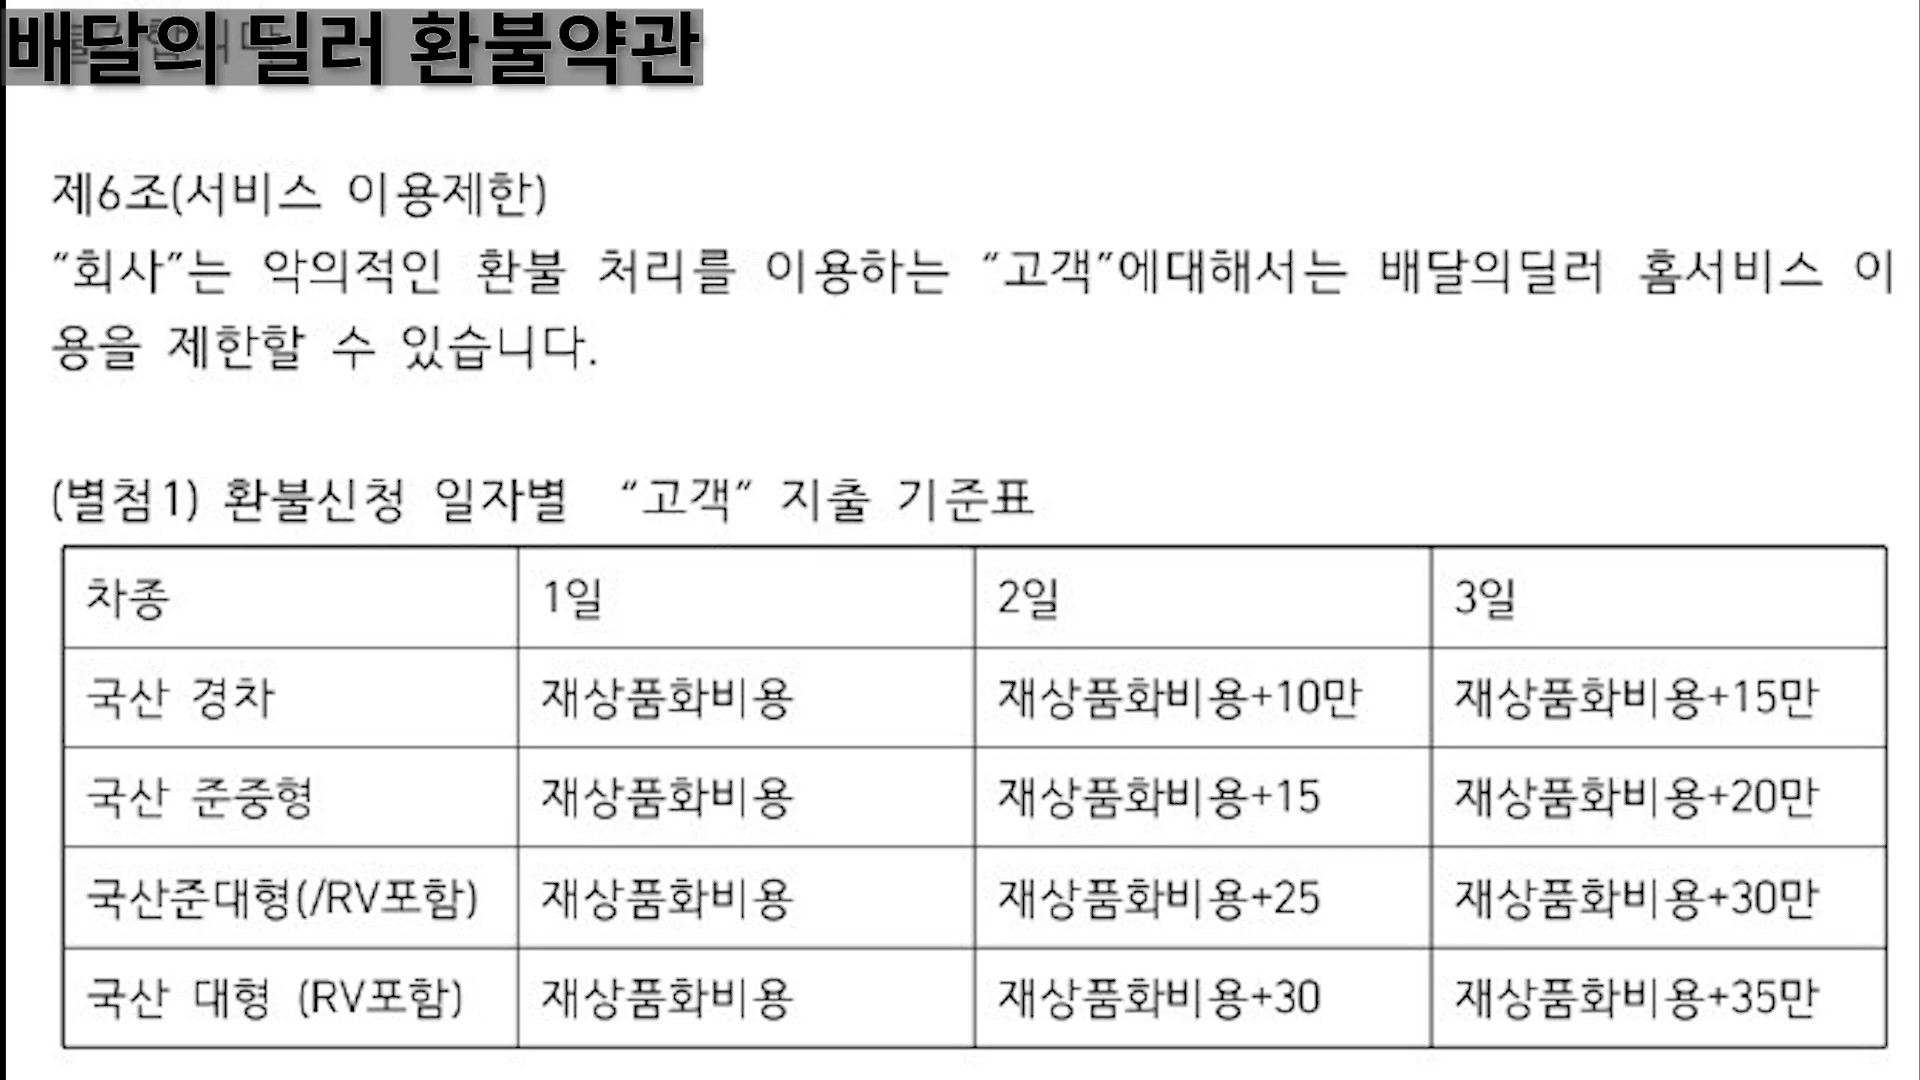 배달의 딜러 환불약관
제6조(서비스 이용제한)
“회사”는 악의적인 환불 처리를 이용하는 “고객”에대해서는 배달의딜러 홈서비스 이
용을 제한할 수 있습니다.
(별첨1) 환불신청 일자별 “고객” 지출 기준표
차종 1일 2일 3일
국산 경차 재상품화비용 재상품화비용+10만 재상품화비용+15만
국산 준중형 재상품화비용 재상품화비용+15 재상품화비용+20만
국산준대형(/RV포함) 재상품화비용 재상품화비용+25 재상품화비용+30만
국산 대형 (RV포함) 재상품화비용 재상품화비용+30 재상품화비용+35만